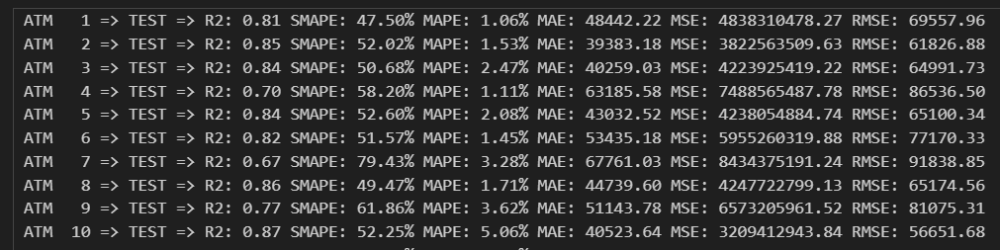 ATM   1 => TEST => R2: 0.81 SMAPE: 47.50% MAPE: 1.06% MAE: 48442.22 MSE: 4838310478.27 RMSE: 69557.96
ATM   2 => TEST => R2: 0.85 SMAPE: 52.02% MAPE: 1.53% MAE: 39383.18 MSE: 3822563509.63 RMSE: 61826.88
ATM   3 => TEST => R2: 0.84 SMAPE: 50.68% MAPE: 2.47% MAE: 40259.03 MSE: 4223925419.22 RMSE: 64991.73
ATM   4 => TEST => R2: 0.70 SMAPE: 58.20% MAPE: 1.11% MAE: 63185.58 MSE: 7488565487.78 RMSE: 86536.50
ATM   5 => TEST => R2: 0.84 SMAPE: 52.60% MAPE: 2.08% MAE: 43032.52 MSE: 4238054884.74 RMSE: 65100.34
ATM   6 => TEST => R2: 0.82 SMAPE: 51.57% MAPE: 1.45% MAE: 53435.18 MSE: 5955260319.88 RMSE: 77170.33
ATM   7 => TEST => R2: 0.67 SMAPE: 79.43% MAPE: 3.28% MAE: 67761.03 MSE: 8434375191.24 RMSE: 91838.85
ATM   8 => TEST => R2: 0.86 SMAPE: 49.47% MAPE: 1.71% MAE: 44739.60 MSE: 4247722799.13 RMSE: 65174.56
ATM   9 => TEST => R2: 0.77 SMAPE: 61.86% MAPE: 3.62% MAE: 51143.78 MSE: 6573205961.52 RMSE: 81075.31
ATM  10 => TEST => R2: 0.87 SMAPE: 52.25% MAPE: 5.06% MAE: 40523.64 MSE: 3209412943.84 RMSE: 56651.68